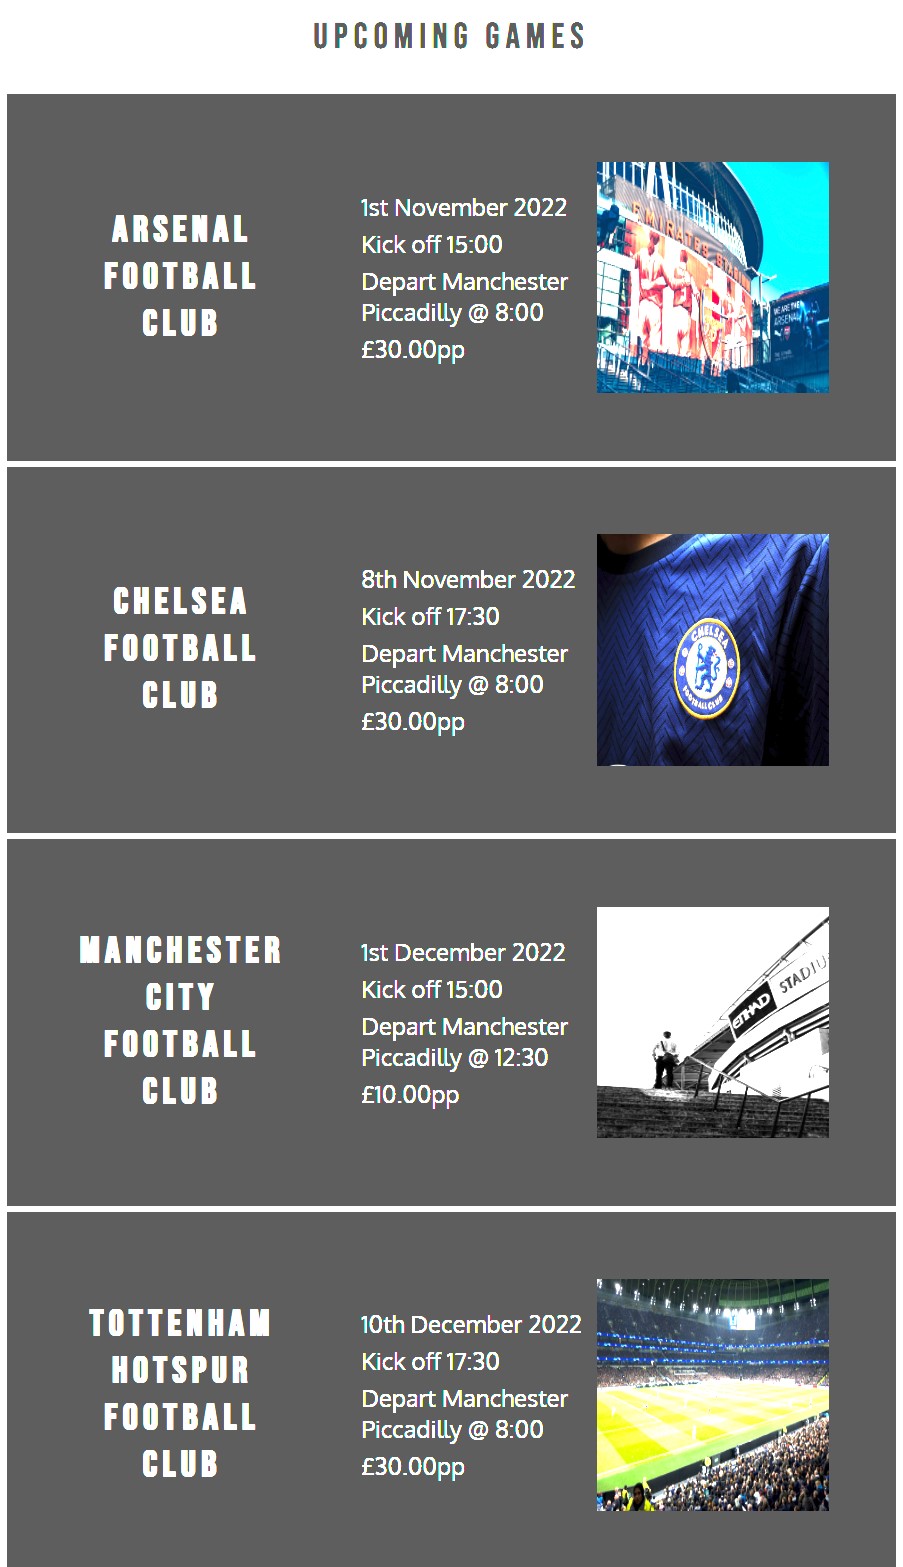 UPCOMING GAMES
ARSENAL
FOOTBALL
CLUB
1st November 2022
Kick off 15:00
Depart Manchester
Piccadilly @ 8:00
£30.00pp
EMIRATES STADIUM
WE ARE THE
ARSENAL
CHELSEA
FOOTBALL
CLUB
8th November 2022
Kick off 17:30
Depart Manchester
Piccadilly @ 8:00
£30.00pp
CHELSEA
FOOTBALL CLUB
MANCHESTER
CITY
FOOTBALL
CLUB
1st December 2022
Kick off 15:00
Depart Manchester
Piccadilly @ 12:30
£10.00pp
ETIHAD STADIU
TOTTENHAM
HOTSPUR
FOOTBALL
CLUB
10th December 2022
Kick off 17:30
Depart Manchester
Piccadilly @ 8:00
£30.00pp